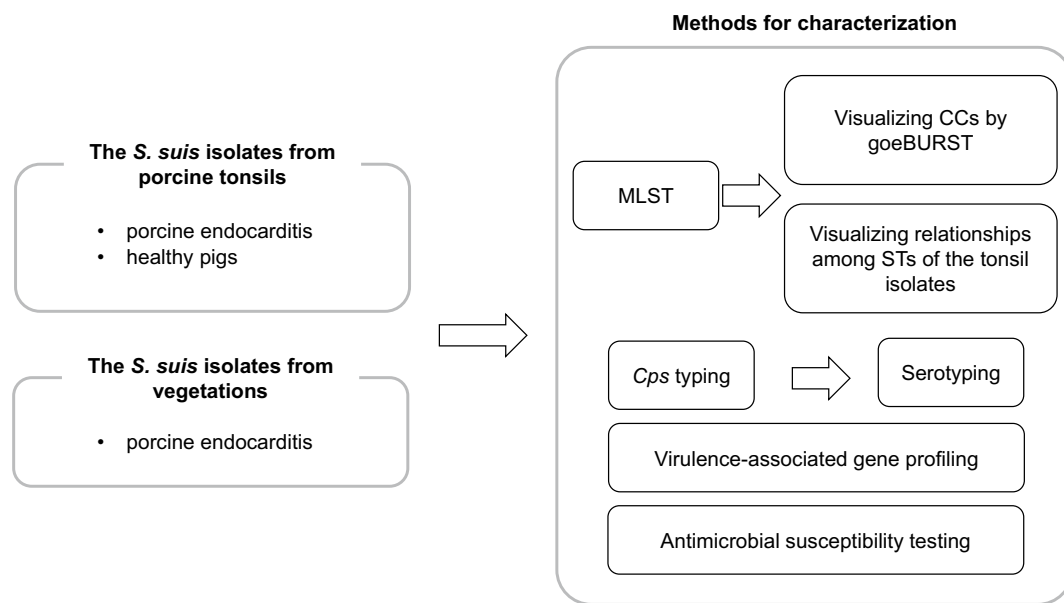 Methods for characterization
The S. suis isolates from
porcine tonsils
• porcine endocarditis
• healthy pigs
The S. suis isolates from
vegetations
• porcine endocarditis
MLST
Visualizing CCs by
goeBURST
Visualizing relationships
among STs of the tonsil
isolates
Cps typing
Serotyping
Virulence-associated gene profiling
Antimicrobial susceptibility testing